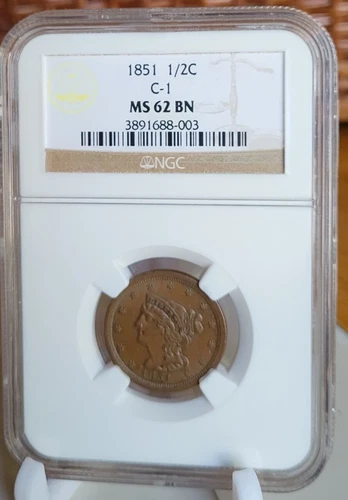 1851 1/2C
C-1
MS 62 BN
3891688-003
NGC